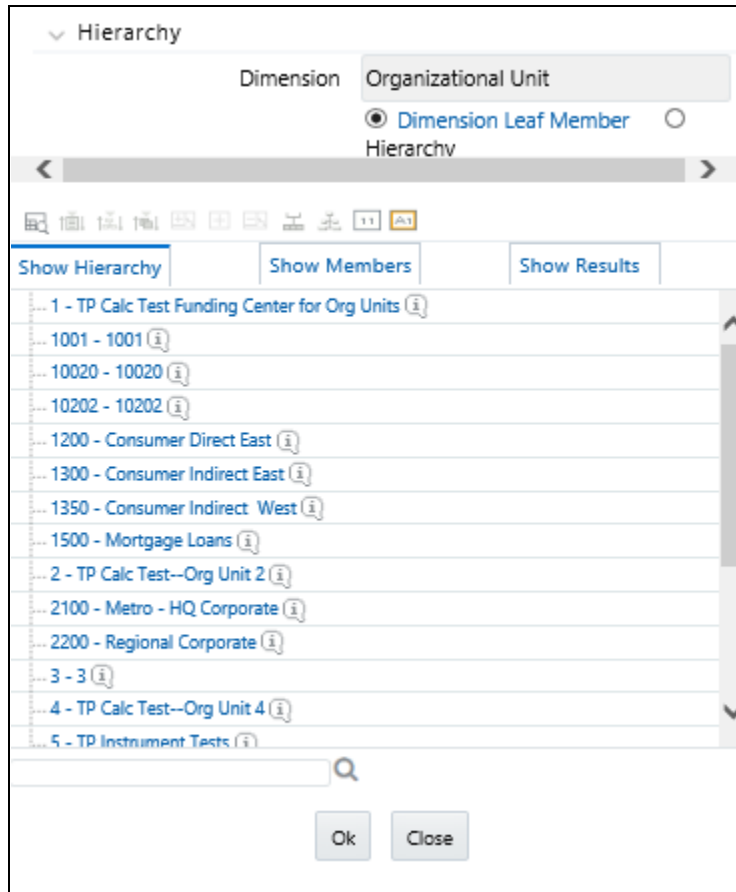 Hierarchy
Dimension Organizational Unit
Dimension Leaf Member
Hierarchy
11 A1
Show Hierarchy Show Members Show Results
1 - TP Calc Test Funding Center for Org Units
1001 - 1001
10020 - 10020
10202 - 10202
1200 - Consumer Direct East
1300 - Consumer Indirect East
1350 - Consumer Indirect West
1500 - Mortgage Loans
2 - TP Calc Test--Org Unit 2
2100 - Metro - HQ Corporate
2200 - Regional Corporate
3 - 3
4 - TP Calc Test--Org Unit 4
5 - TP Instrument Tests
Ok Close